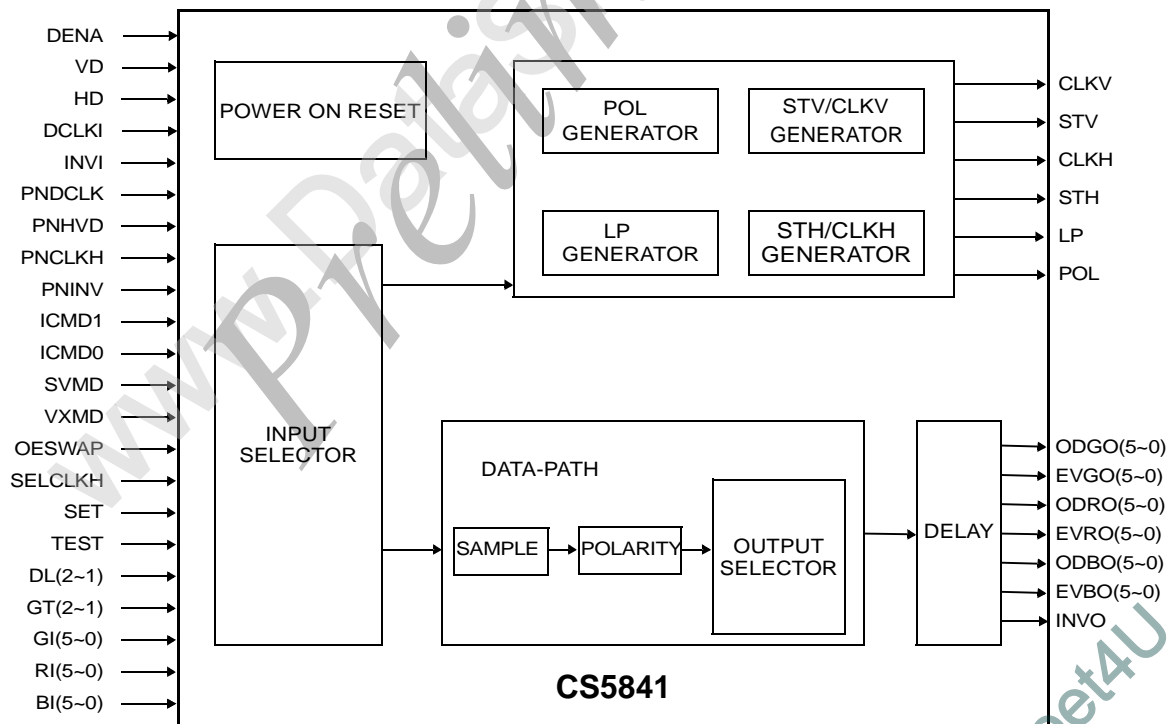 DENA
VD
HD
DCLKI
INVI
PNDCLK
PNHVD
PNCLKH
PNINV
ICMD1
ICMD0
SVMD
VXMD
OESWAP
SELCLKH
SET
TEST
DL(2~1)
GT(2~1)
GI(5~0)
RI(5~0)
BI(5~0)
POWER ON RESET
POL
GENERATOR
STV/CLKV
GENERATOR
LP
GENERATOR
STH/CLKH
GENERATOR
INPUT
SELECTOR
DATA-PATH
SAMPLE
POLARITY
OUTPUT
SELECTOR
DELAY
CS5841
CLKV
STV
CLKH
STH
LP
POL
ODGO(5~0)
EVGO(5~0)
ODRO(5~0)
EVRO(5~0)
ODBO(5~0)
EVBO(5~0)
INVO
www.DataS
Prelim
et4U